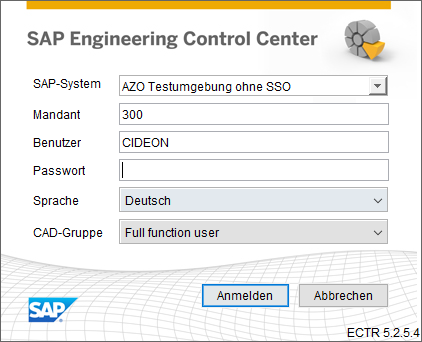 SAP Engineering Control Center
SAP-System AZO Testumgebung ohne SSO
Mandant 300
Benutzer CIDEON
Passwort
Sprache Deutsch
CAD-Gruppe Full function user
Anmelden Abbrechen
SAP
ECTR 5.2.5.4